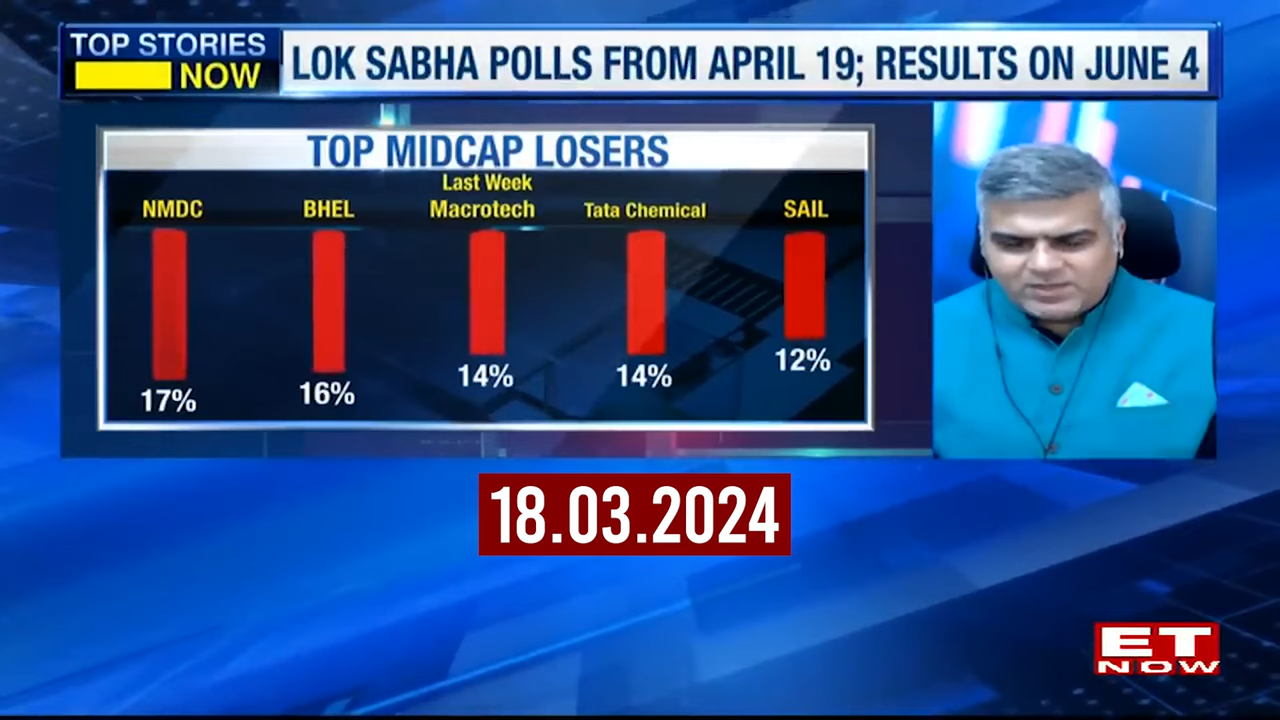 TOP STORIES
NOW
LOK SABHA POLLS FROM APRIL 19; RESULTS ON JUNE 4
TOP MIDCAP LOSERS
Last Week
NMDC BHEL Macrotech Tata Chemical SAIL
17% 16% 14% 14% 12%
18.03.2024
ET
NOW